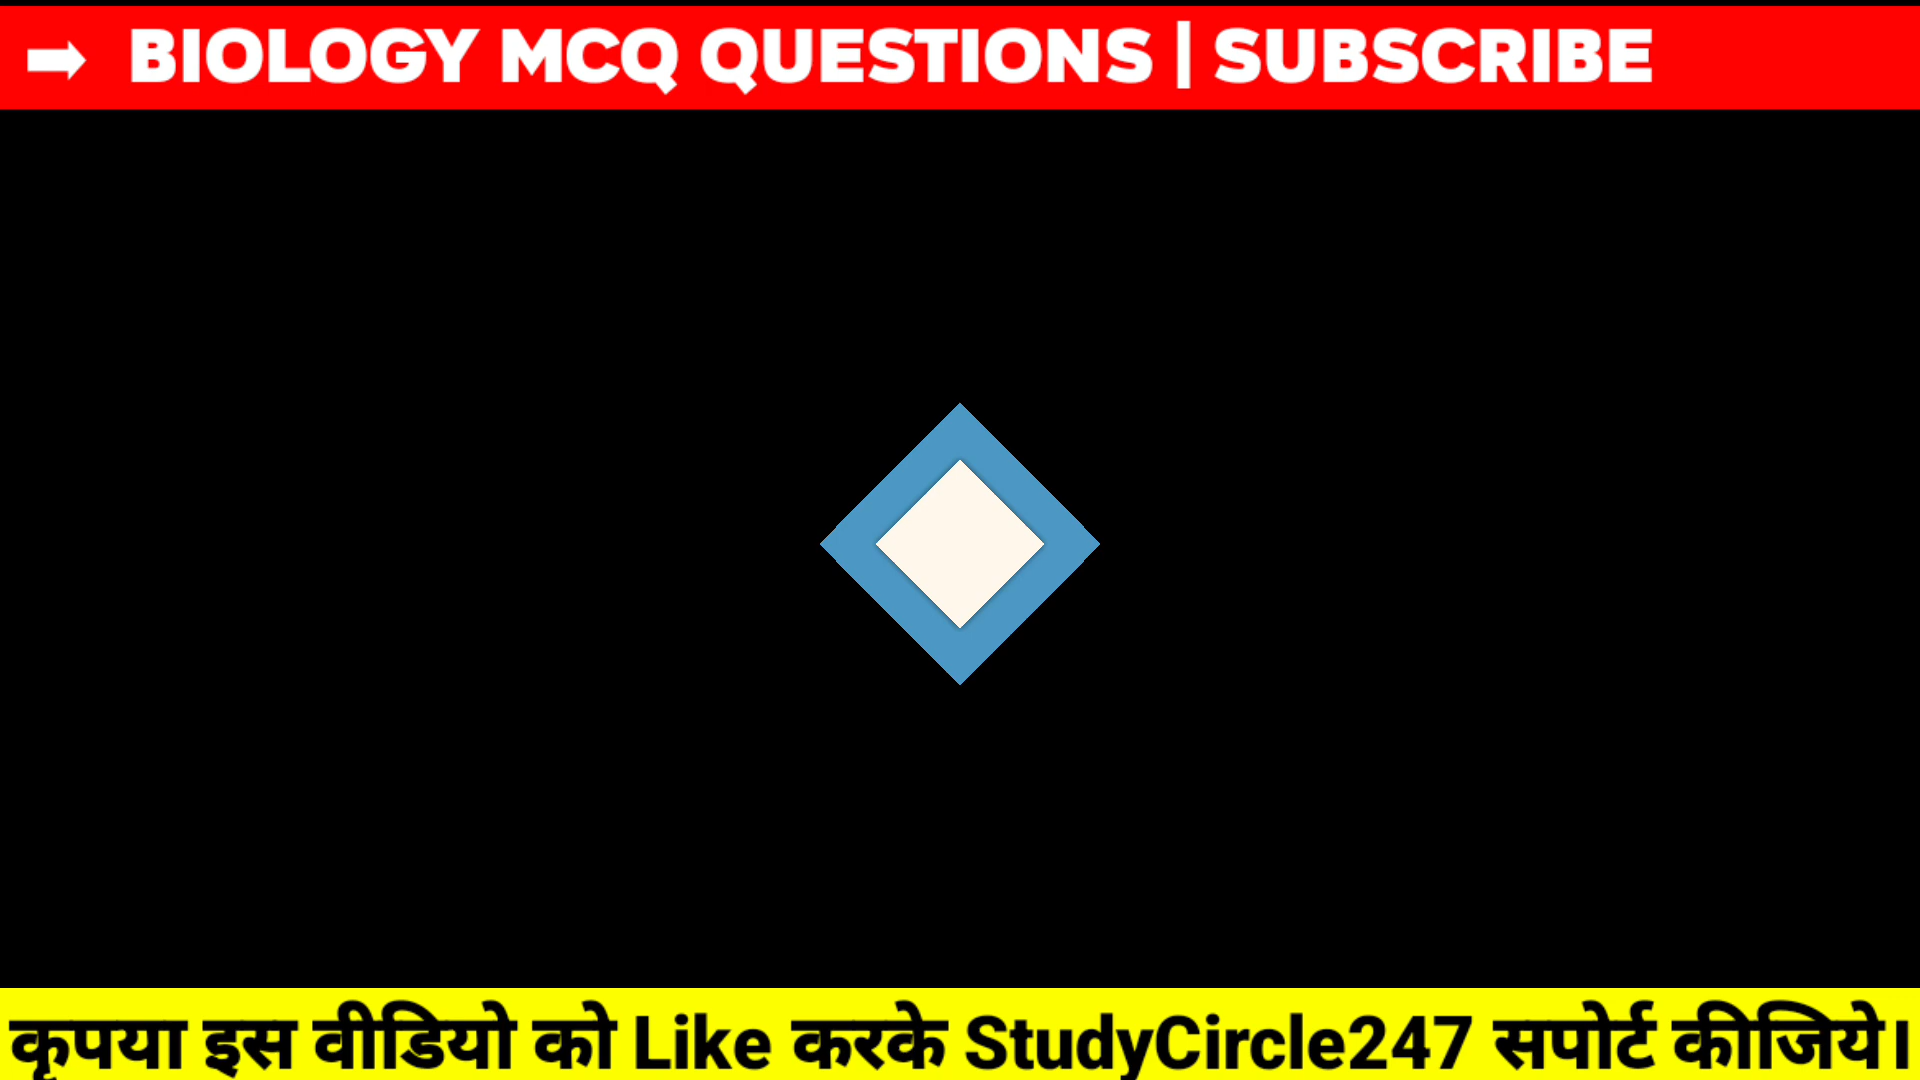 ➡ BIOLOGY MCQ QUESTIONS | SUBSCRIBE
कृपया इस वीडियो को Like करके StudyCircle247 सपोर्ट कीजिये।